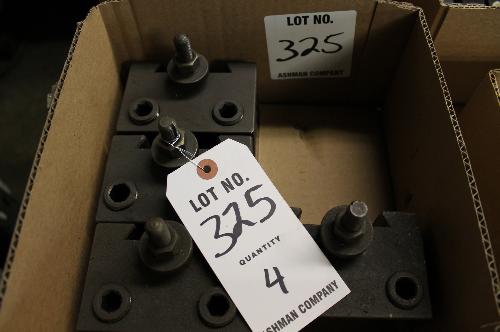 LOT NO.
325
ASHMAN COMPANY
LOT NO.
325
QUANTITY
4
ASHMAN COMPANY